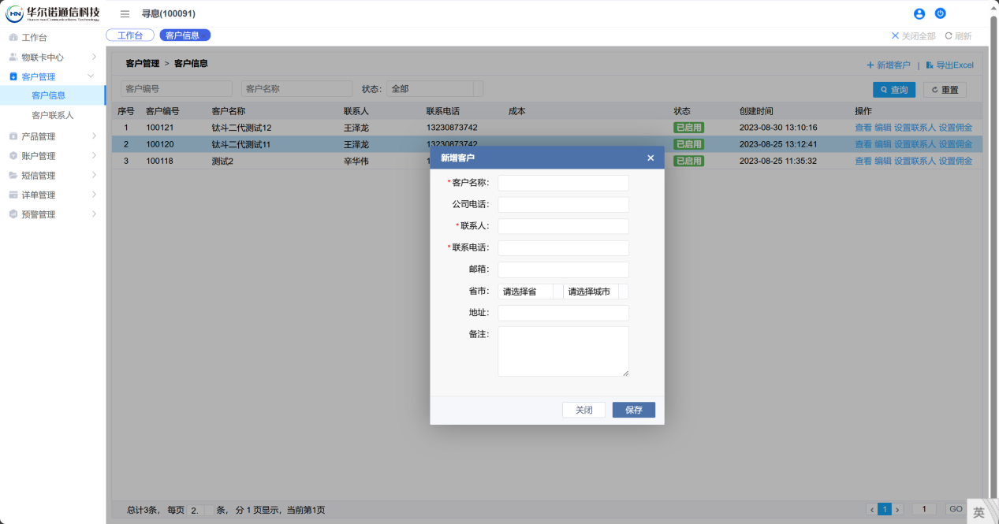 华尔诺通信科技
寻息(100091)
工作台
客户信息
关闭全部
刷新
工作台
物联卡中心
客户管理
客户信息
客户联系人
产品管理
账户管理
短信管理
详单管理
预警管理
客户管理 > 客户信息
新增客户 | 导出Excel
客户编号 客户名称 状态: 全部 查询 重置
序号 客户编号 客户名称 联系人 联系电话 成本 状态 创建时间 操作
1 100121 钛斗二代测试12 王泽龙 13230873742 已启用 2023-08-30 13:10:16 查看 编辑 设置联系人 设置佣金
2 100120 钛斗二代测试11 王泽龙 13230873742 已启用 2023-08-25 13:12:41 查看 编辑 设置联系人 设置佣金
3 100118 测试2 辛华伟 1 已启用 2023-08-25 11:35:32 查看 编辑 设置联系人 设置佣金
新增客户
*客户名称:
公司电话:
*联系人:
*联系电话:
邮箱:
省市: 请选择省 请选择城市
地址:
备注:
关闭 保存
总计3条, 每页 2. 条, 分 1 页显示, 当前第1页
1 1 GO
英